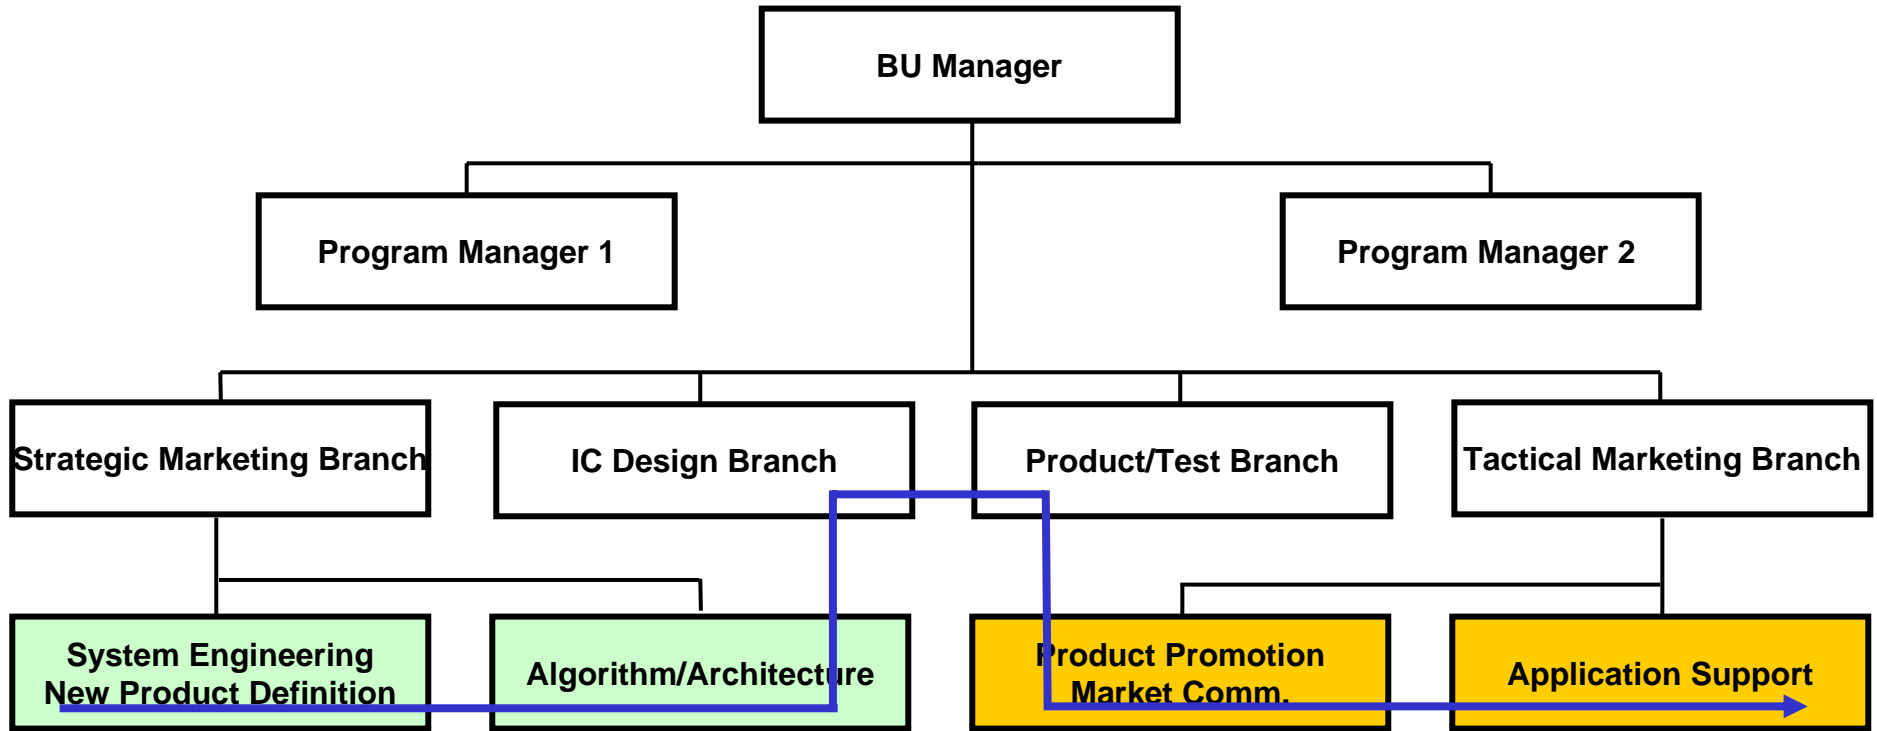 BU Manager
Program Manager 1
Program Manager 2
Strategic Marketing Branch
IC Design Branch
Product/Test Branch
Tactical Marketing Branch
System Engineering
New Product Definition
Algorithm/Architecture
Product Promotion
Market Comm.
Application Support